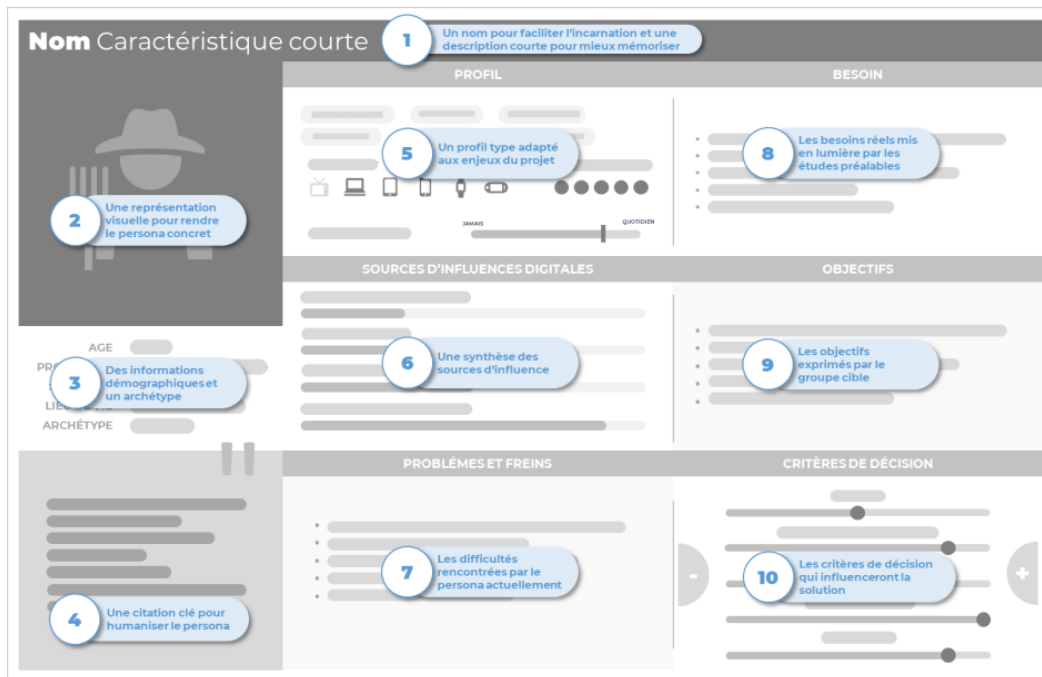 Nom Caractéristique courte
1
Un nom pour faciliter l'incarnation et une
description courte pour mieux mémoriser
PROFIL
BESOIN
5
Un profil type adapté
aux enjeux du projet
8
Les besoins réels mis
en lumière par les
études préalables
2
Une représentation
visuelle pour rendre
le persona concret
JAMAIS
QUOTIDIEN
SOURCES D'INFLUENCES DIGITALES
OBJECTIFS
AGE
3
Des informations
démographiques et
un archétype
ARCHÉTYPE
6
Une synthèse des
sources d'influence
9
Les objectifs
exprimés par le
groupe cible
"
PROBLÉMES ET FREINS
CRITÈRES DE DÉCISION
4
Une citation clé pour
humaniser le persona
7
Les difficultés
rencontrées par le
persona actuellement
-
10
Les critères de décision
qui influenceront la
solution
+